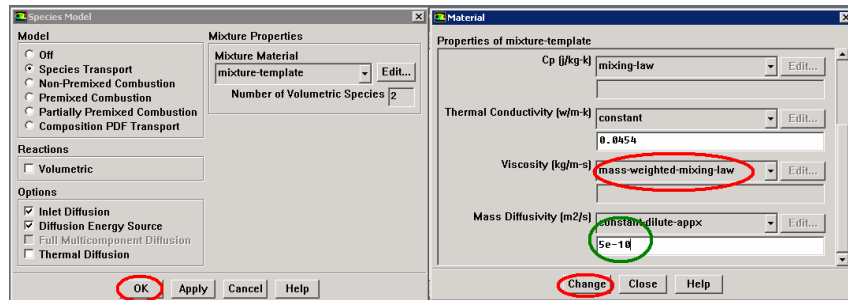 Species Model
Model
Off
Species Transport
Non-Premixed Combustion
Premixed Combustion
Partially Premixed Combustion
Composition PDF Transport
Reactions
Volumetric
Options
Inlet Diffusion
Diffusion Energy Source
Full Multicomponent Diffusion
Thermal Diffusion
Mixture Properties
Mixture Material
mixture-template Edit...
Number of Volumetric Species 2
OK Apply Cancel Help
Material
Properties of mixture-template
Cp (j/kg-k) mixing-law Edit...
Thermal Conductivity (w/m-k) constant Edit...
0.0454
Viscosity (kg/m-s) mass-weighted-mixing-law Edit...
Mass Diffusivity (m2/s) constant-dilute-appx Edit...
5e-10
Change Close Help